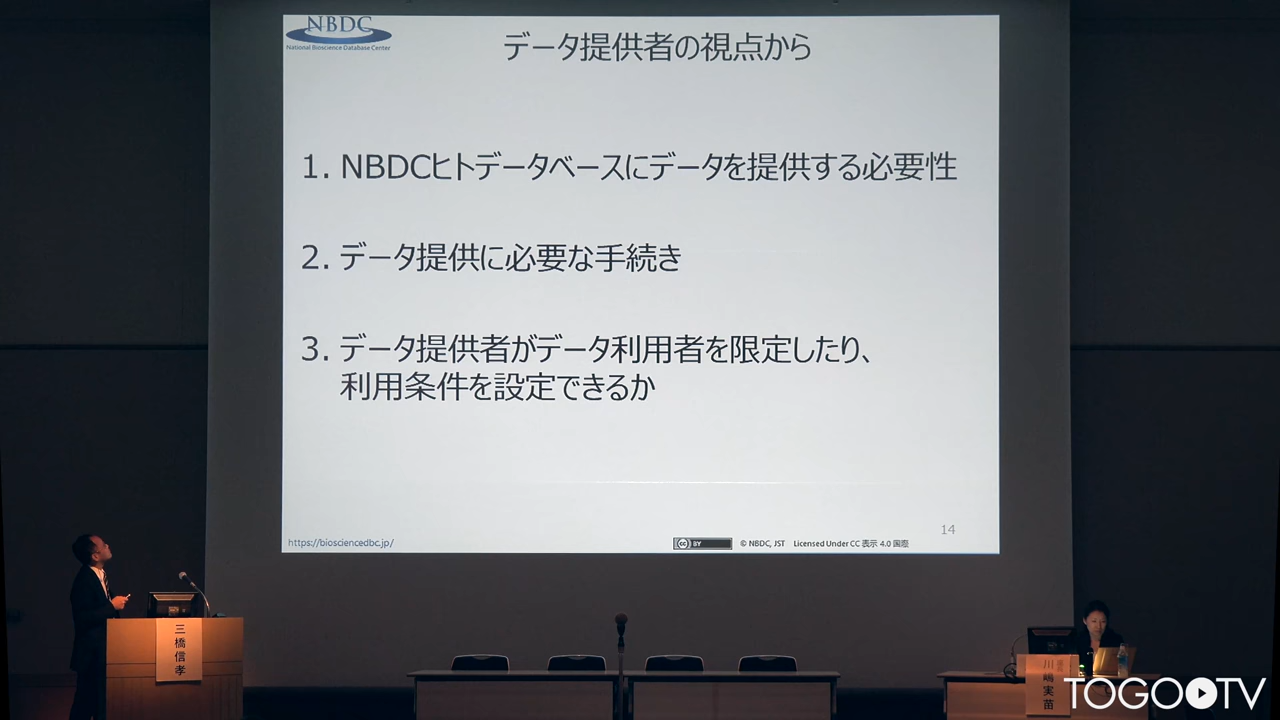 NBDC
National Bioscience Database Center
データ提供者の視点から
1. NBDCヒトデータベースにデータを提供する必要性
2. データ提供に必要な手続き
3. データ提供者がデータ利用者を限定したり、
利用条件を設定できるか
14
https://biosciencedbc.jp/
cc BY
© NBDC, JST Licensed Under CC 表示 4.0 国際
三橋信孝
川嶋実苗
TOGO TV